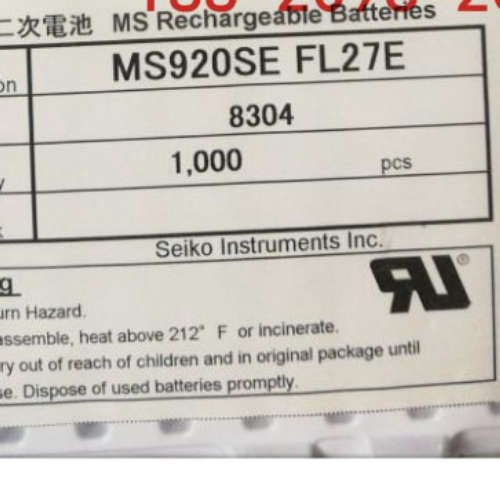 二次電池 MS Rechargeable Batteries
on MS920SE FL27E
8304
y 1,000 pcs
Seiko Instruments Inc.
g
urn Hazard.
assemble, heat above 212° F or incinerate.
ry out of reach of children and in original package until
se. Dispose of used batteries promptly.